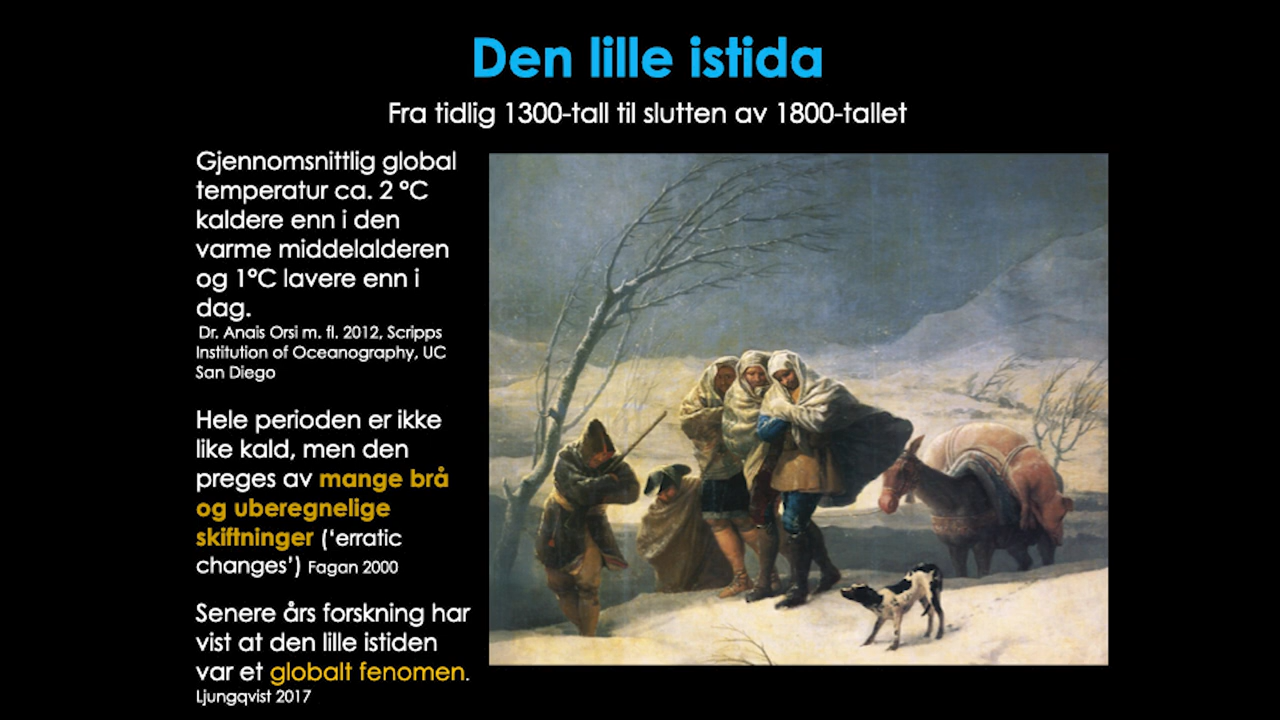 Den lille istida
Fra tidlig 1300-tall til slutten av 1800-tallet
Gjennomsnittlig global
temperatur ca. 2 °C
kaldere enn i den
varme middelalderen
og 1°C lavere enn i
dag.
Dr. Anais Orsi m. fl. 2012, Scripps
Institution of Oceanography, UC
San Diego
Hele perioden er ikke
like kald, men den
preges av mange brå
og uberegnelige
skiftninger (‘erratic
changes’) Fagan 2000
Senere års forskning har
vist at den lille istiden
var et globalt fenomen.
Ljungqvist 2017